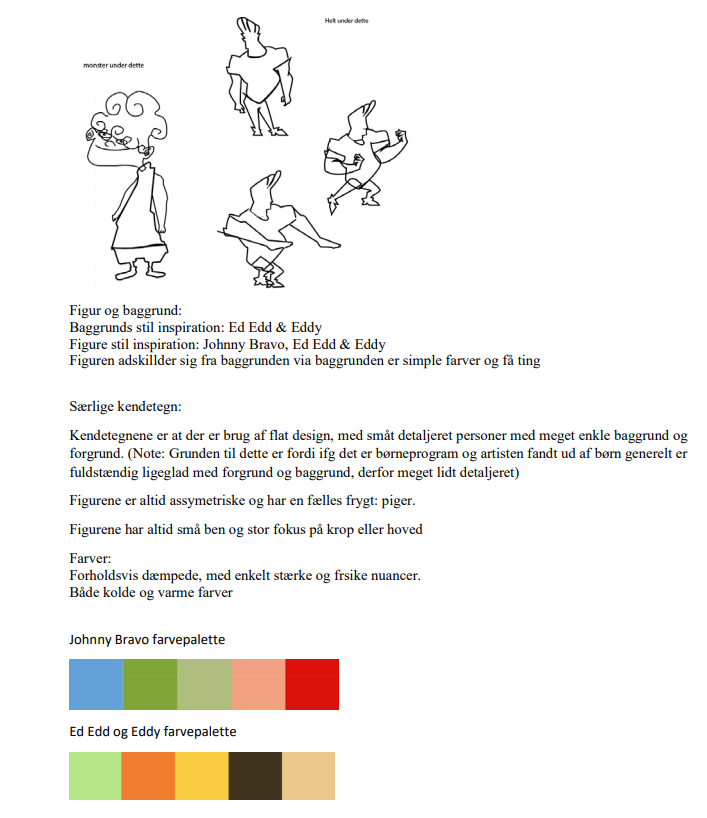 Helt under dette
monster under dette
Figur og baggrund:
Baggrunds stil inspiration: Ed Edd & Eddy
Figure stil inspiration: Johnny Bravo, Ed Edd & Eddy
Figuren adskillder sig fra baggrunden via baggrunden er simple farver og få ting
Særlige kendetegn:
Kendetegnene er at der er brug af flat design, med småt detaljeret personer med meget enkle baggrund og
forgrund. (Note: Grunden til dette er fordi ifg det er børneprogram og artisten fandt ud af børn generelt er
fuldstændig ligeglad med forgrund og baggrund, derfor meget lidt detaljeret)
Figurene er altid assymetriske og har en fælles frygt: piger.
Figurene har altid små ben og stor fokus på krop eller hoved
Farver:
Forholdsvis dæmpede, med enkelt stærke og frsike nuancer.
Både kolde og varme farver
Johnny Bravo farvepalette
Ed Edd og Eddy farvepalette